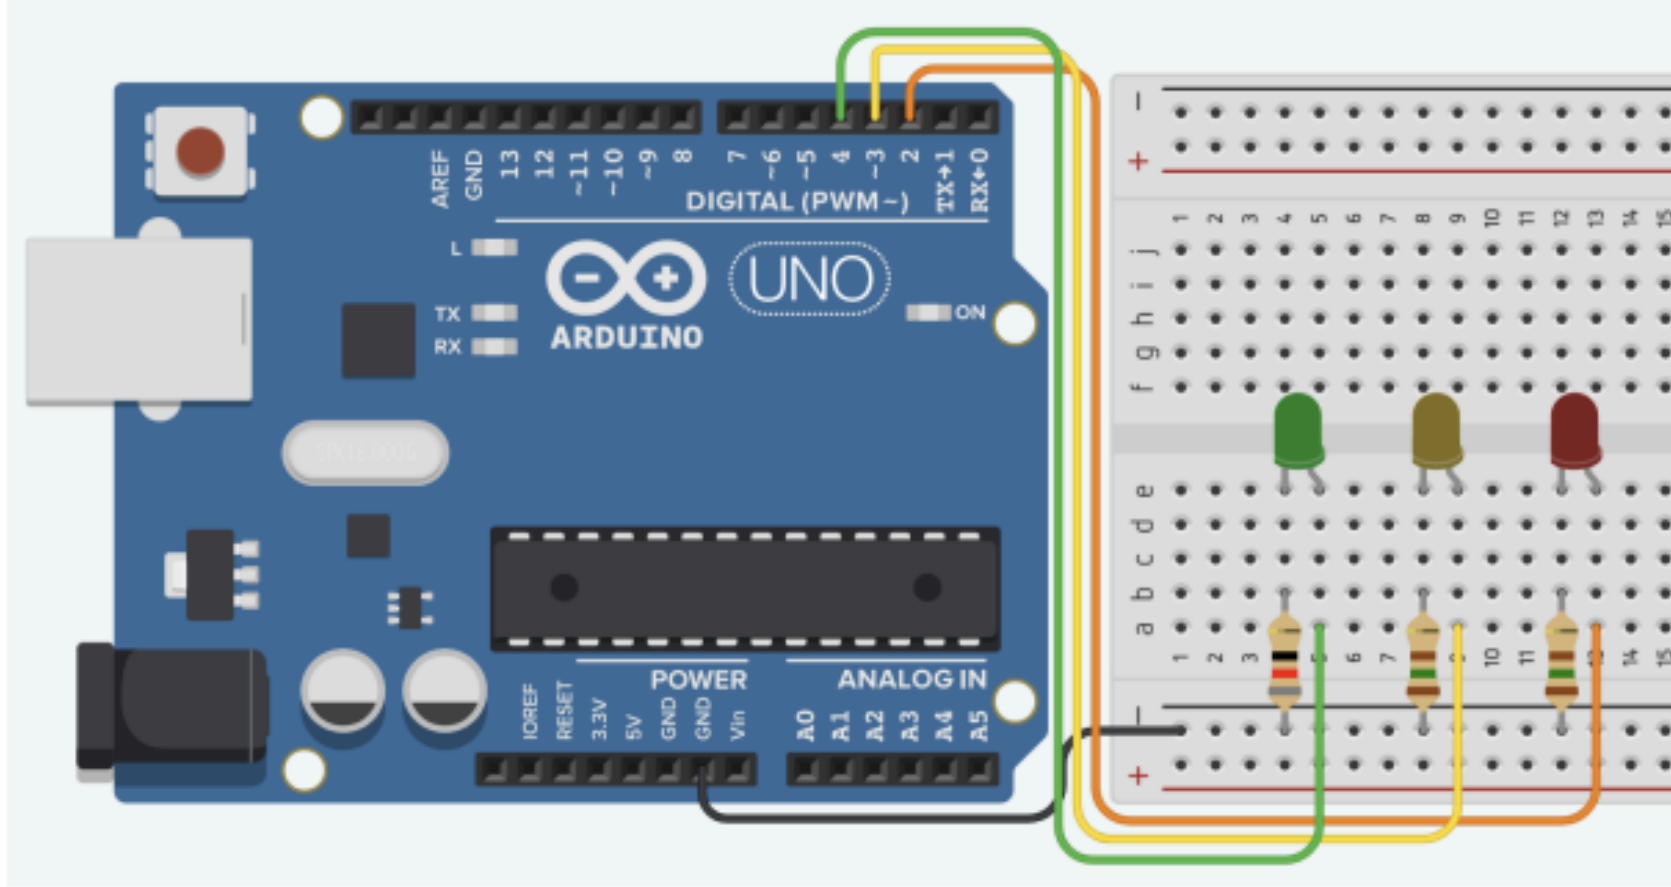 AREF GND 13 12 ~11 ~10 ~9 8 7 ~6 ~5 4 ~3 2 TX→1 RX←0
DIGITAL (PWM~)
L
TX
RX
UNO
ARDUINO
ON
SPK16.000G
POWER
ANALOG IN
IOREF RESET 3.3V 5V GND GND Vin A0 A1 A2 A3 A4 A5
− +
1 2 3 4 5 6 7 8 9 10 11 12 13 14 15
j
i
h
g
f
e
d
c
b
a
1 2 3 5 6 7 9 10 11 13 14 15
− +